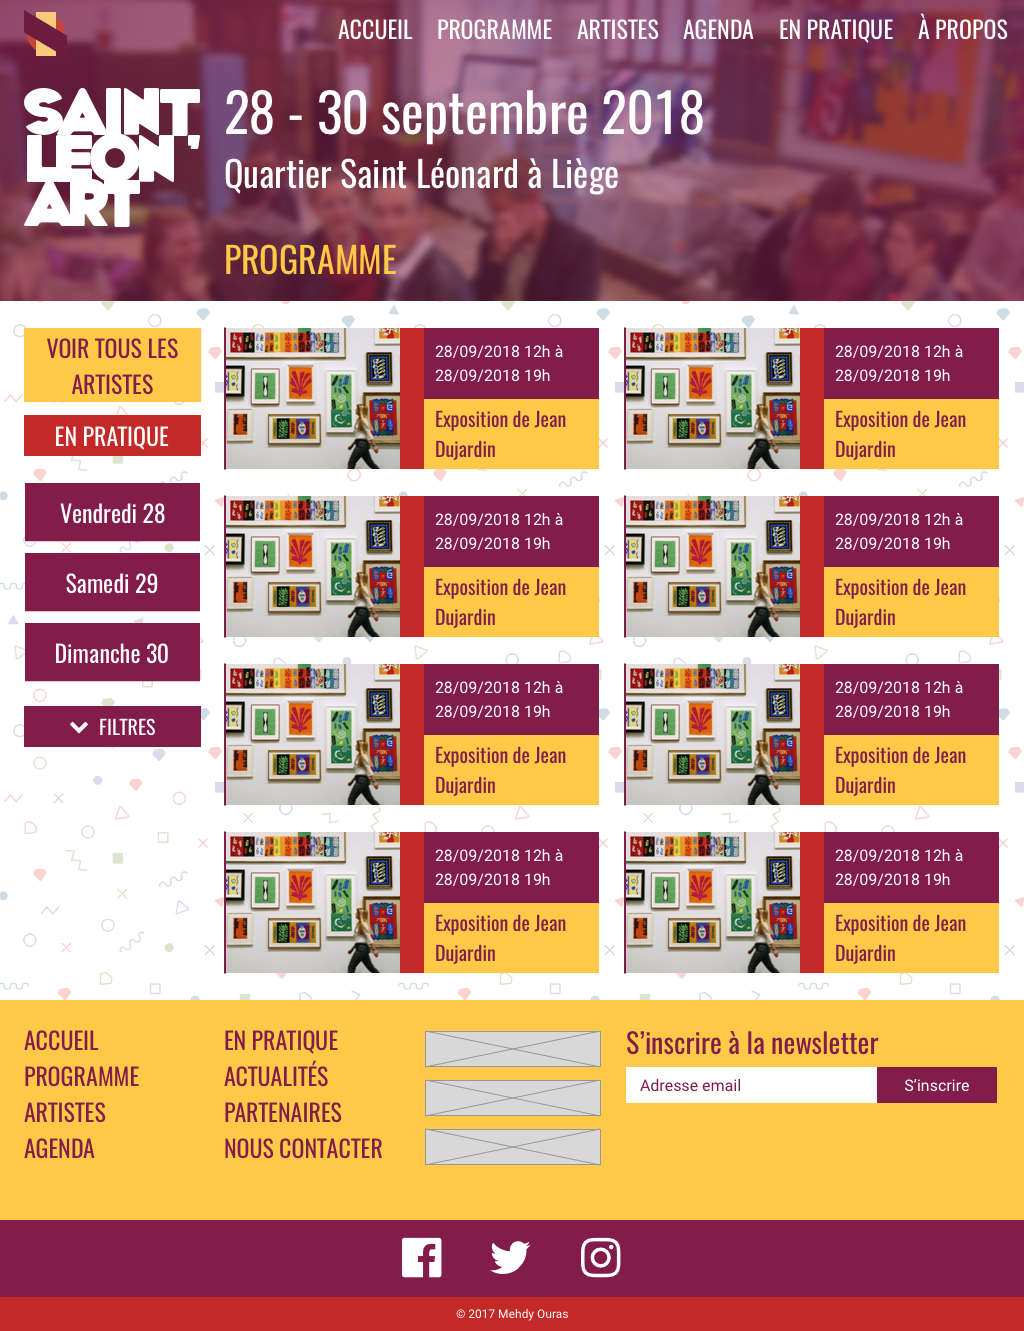 ACCUEIL PROGRAMME ARTISTES AGENDA EN PRATIQUE À PROPOS
SAINT
LÉON'
ART
28 - 30 septembre 2018
Quartier Saint Léonard à Liège
PROGRAMME
VOIR TOUS LES
ARTISTES
EN PRATIQUE
Vendredi 28
Samedi 29
Dimanche 30
FILTRES
28/09/2018 12h à
28/09/2018 19h
Exposition de Jean
Dujardin
28/09/2018 12h à
28/09/2018 19h
Exposition de Jean
Dujardin
28/09/2018 12h à
28/09/2018 19h
Exposition de Jean
Dujardin
28/09/2018 12h à
28/09/2018 19h
Exposition de Jean
Dujardin
28/09/2018 12h à
28/09/2018 19h
Exposition de Jean
Dujardin
28/09/2018 12h à
28/09/2018 19h
Exposition de Jean
Dujardin
28/09/2018 12h à
28/09/2018 19h
Exposition de Jean
Dujardin
28/09/2018 12h à
28/09/2018 19h
Exposition de Jean
Dujardin
ACCUEIL
PROGRAMME
ARTISTES
AGENDA
EN PRATIQUE
ACTUALITÉS
PARTENAIRES
NOUS CONTACTER
S’inscrire à la newsletter
Adresse email
S’inscrire
© 2017 Mehdy Ouras